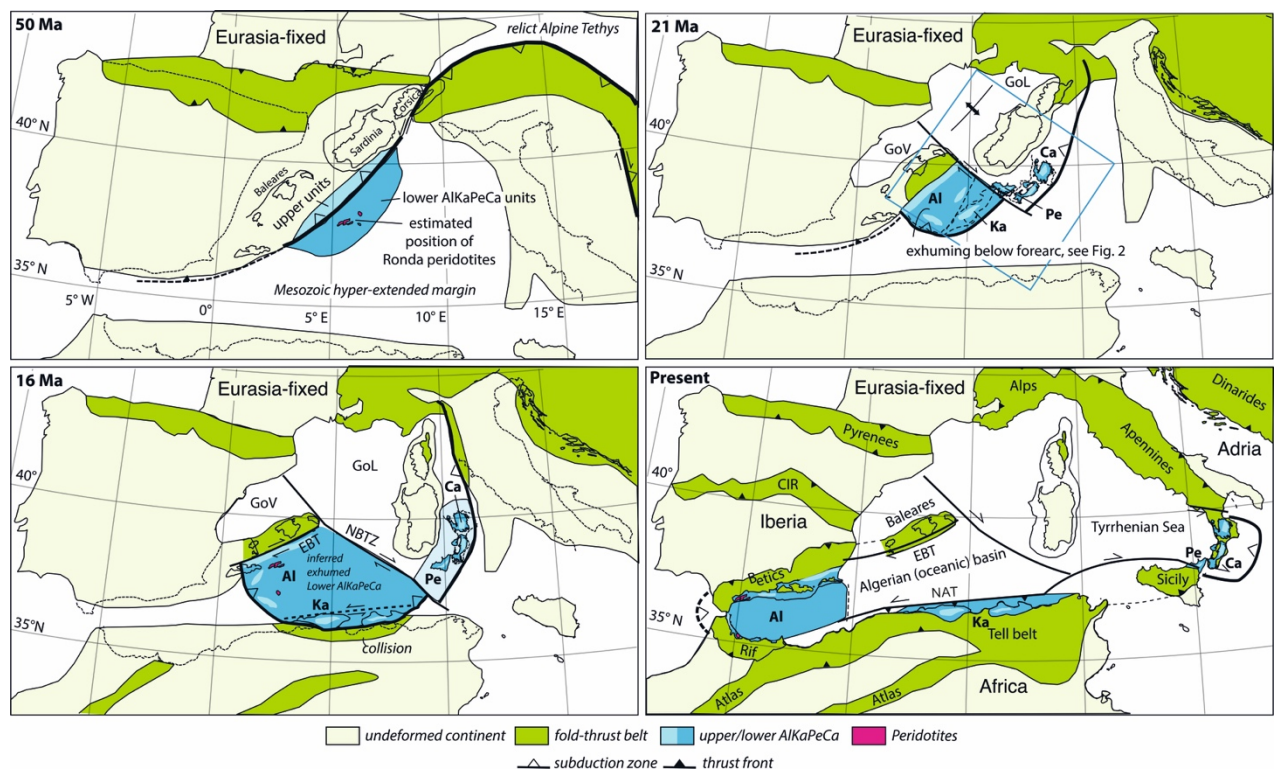 50 Ma
Eurasia-fixed
relict Alpine Tethys
40° N
Corsica
Sardinia
Baleares
upper units
lower AlKaPeCa units
estimated
position of
Ronda peridotites
35° N
Mesozoic hyper-extended margin
5° W
0°
5° E
10° E
15° E
21 Ma
Eurasia-fixed
GoL
40°
GoV
Ca
Al
Pe
Ka
exhuming below forearc, see Fig. 2
35°N
16 Ma
Eurasia-fixed
GoL
40°
Ca
GoV
NBTZ
EBT
inferred
exhumed
Lower AlKaPeCa
Al
Pe
Ka
35°N
collision
Present
Eurasia-fixed
Alps
Dinarides
Pyrenees
Apennines
Adria
40°
CIR
Iberia
Baleares
Tyrrhenian Sea
EBT
Pe
Ca
Betics
Algerian (oceanic) basin
Sicily
NAT
Al
35°N
Ka
Rif
Tell belt
Atlas
Atlas
Africa
undeformed continent
fold-thrust belt
upper/lower AlKaPeCa
Peridotites
subduction zone
thrust front